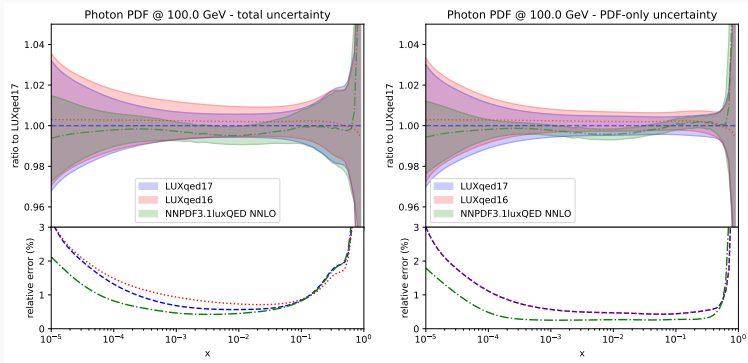 Photon PDF @ 100.0 GeV - total uncertainty
ratio to LUXqed17
1.04
1.02
1.00
0.98
0.96
LUXqed17
LUXqed16
NNPDF3.1luxQED NNLO
relative error (%)
3
2
1
0
10⁻⁵ 10⁻⁴ 10⁻³ 10⁻² 10⁻¹ 10⁰
x
Photon PDF @ 100.0 GeV - PDF-only uncertainty
ratio to LUXqed17
1.04
1.02
1.00
0.98
0.96
LUXqed17
LUXqed16
NNPDF3.1luxQED NNLO
relative error (%)
3
2
1
0
10⁻⁵ 10⁻⁴ 10⁻³ 10⁻² 10⁻¹ 10⁰
x